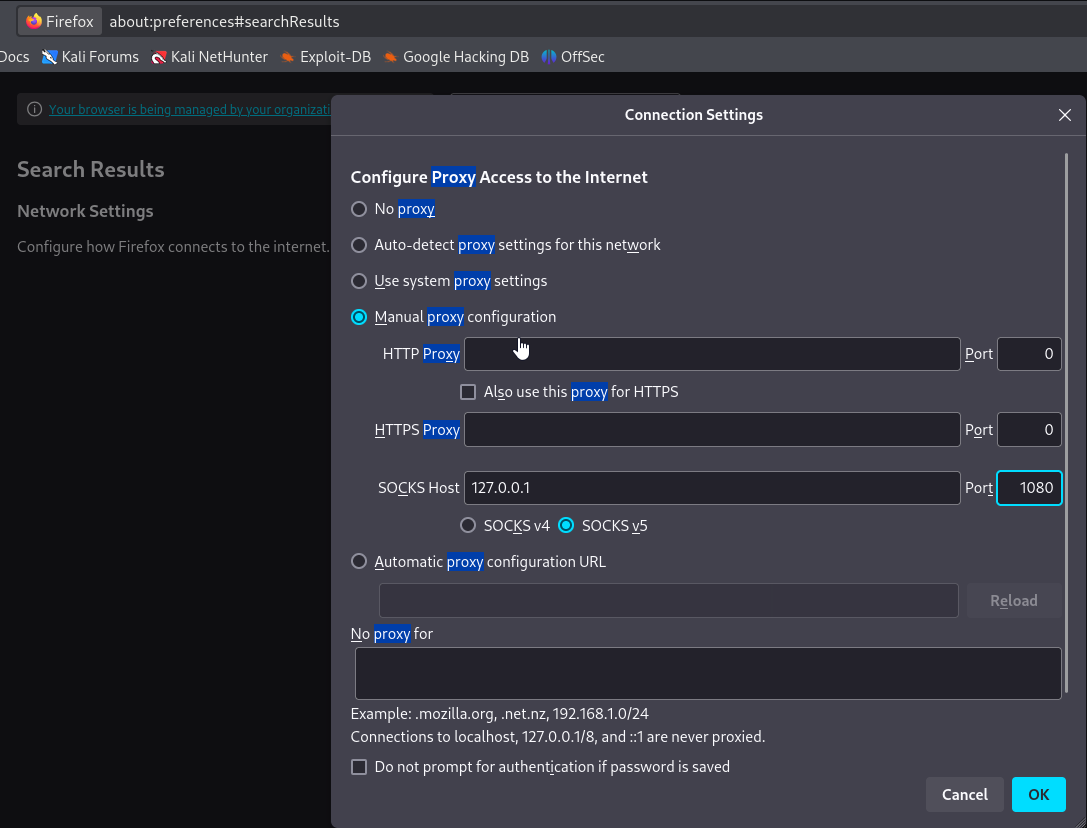 Firefox about:preferences#searchResults
Docs Kali Forums Kali NetHunter Exploit-DB Google Hacking DB OffSec
Your browser is being managed by your organizati
Connection Settings
Search Results
Network Settings
Configure how Firefox connects to the internet.
Configure Proxy Access to the Internet
No proxy
Auto-detect proxy settings for this network
Use system proxy settings
Manual proxy configuration
HTTP Proxy Port 0
Also use this proxy for HTTPS
HTTPS Proxy Port 0
SOCKS Host 127.0.0.1 Port 1080
SOCKS v4 SOCKS v5
Automatic proxy configuration URL
Reload
No proxy for
Example: .mozilla.org, .net.nz, 192.168.1.0/24
Connections to localhost, 127.0.0.1/8, and ::1 are never proxied.
Do not prompt for authentication if password is saved
Cancel OK